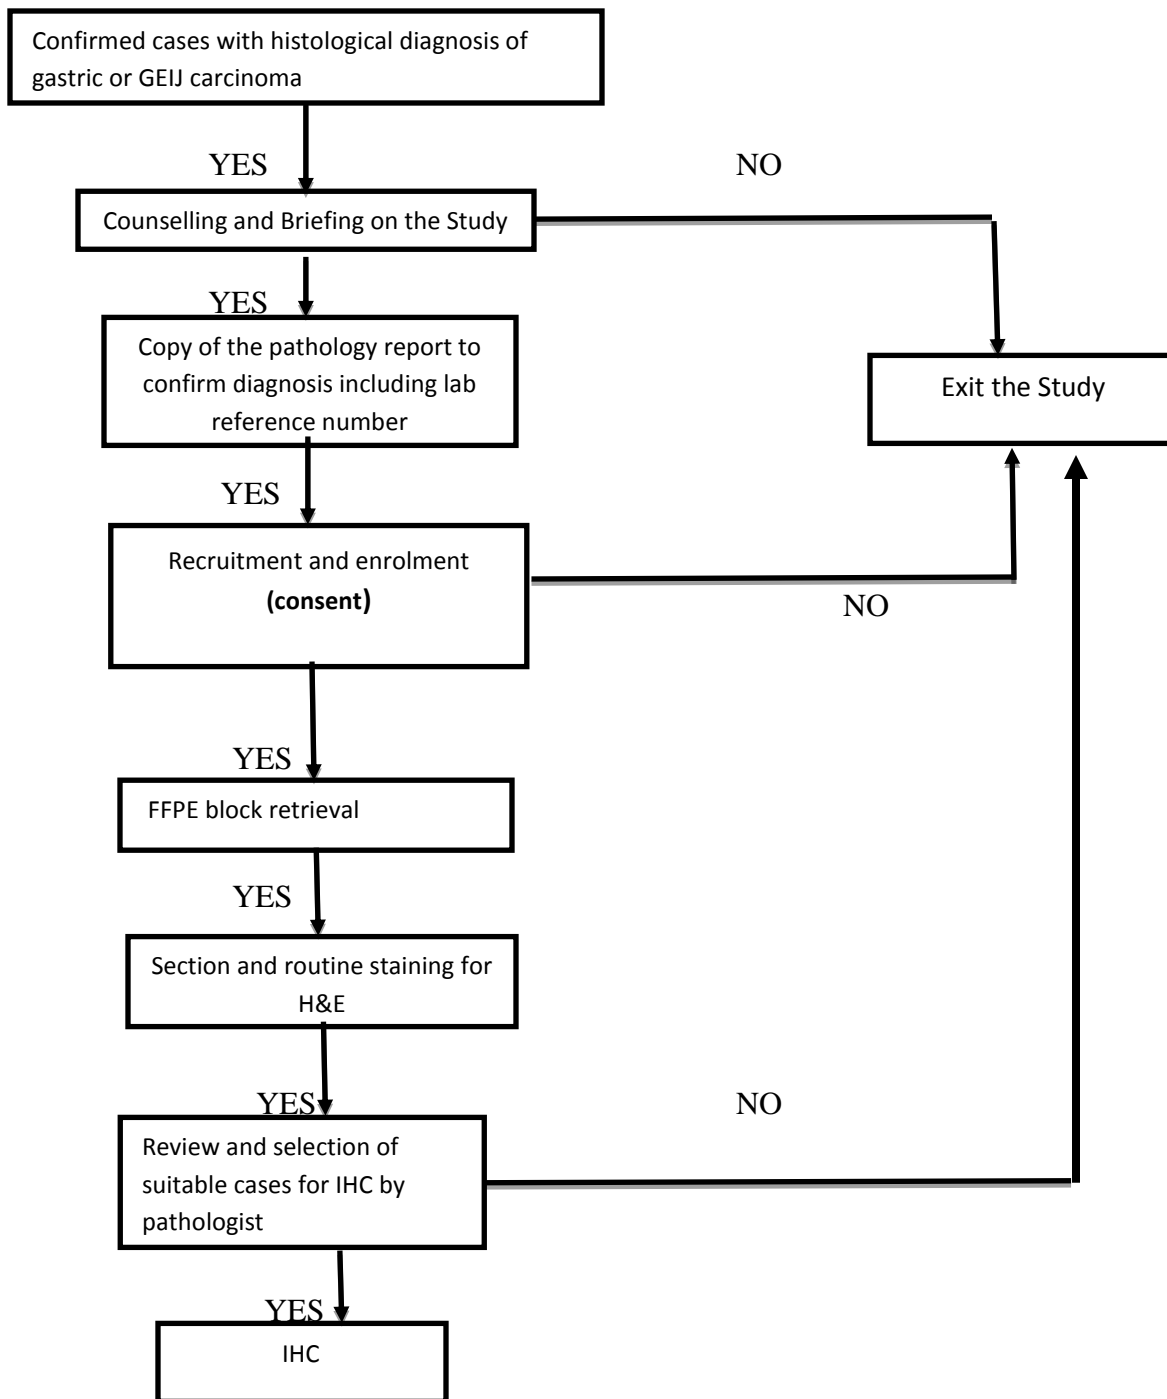 Confirmed cases with histological diagnosis of
gastric or GEIJ carcinoma
YES
NO
Counselling and Briefing on the Study
YES
Copy of the pathology report to
confirm diagnosis including lab
reference number
Exit the Study
YES
Recruitment and enrolment
(consent)
NO
YES
FFPE block retrieval
YES
Section and routine staining for
H&E
YES
NO
Review and selection of
suitable cases for IHC by
pathologist
YES
IHC